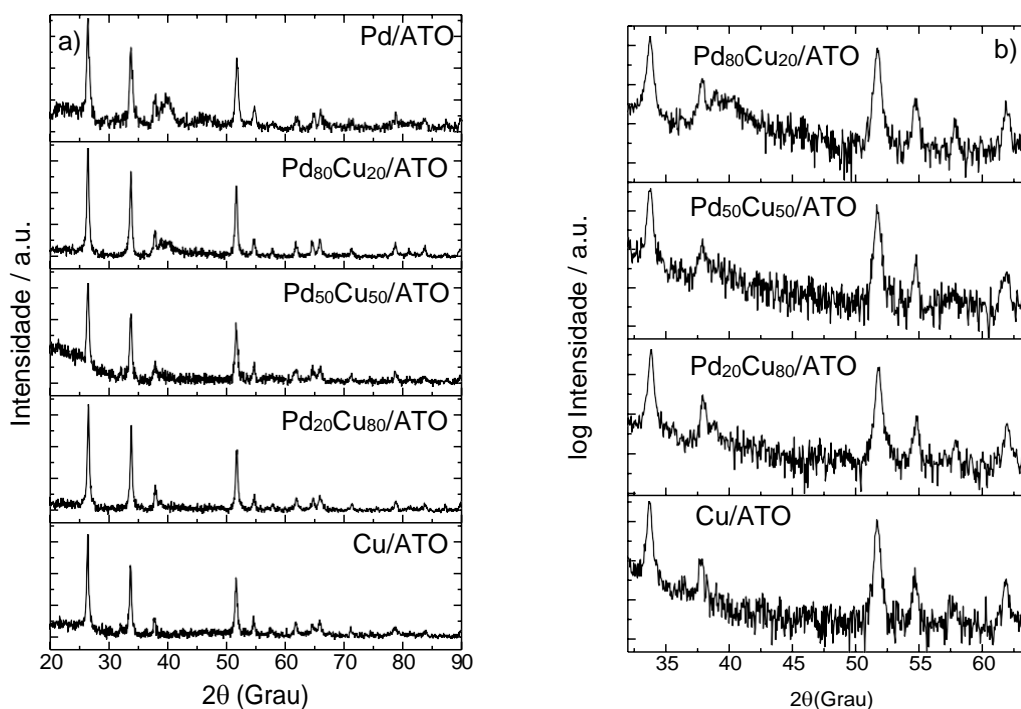 a)
Pd/ATO
Pd80Cu20/ATO
Pd50Cu50/ATO
Pd20Cu80/ATO
Cu/ATO
Intensidade / a.u.
20 30 40 50 60 70 80 90
2θ (Grau)
b)
Pd80Cu20/ATO
Pd50Cu50/ATO
Pd20Cu80/ATO
Cu/ATO
log Intensidade / a.u.
35 40 45 50 55 60
2θ(Grau)